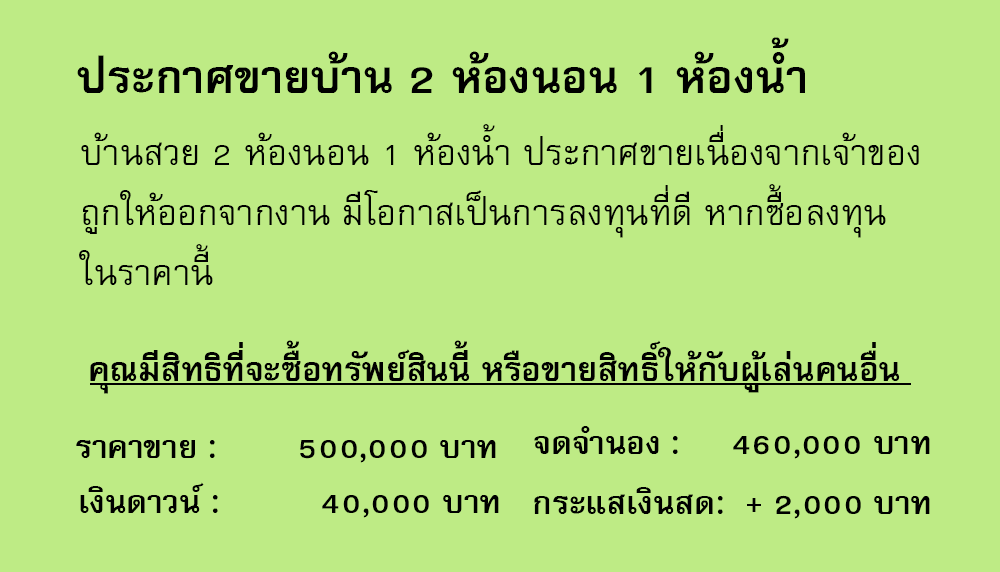 ประกาศขายบ้าน 2 ห้องนอน 1 ห้องน้ำ
บ้านสวย 2 ห้องนอน 1 ห้องน้ำ ประกาศขายเนื่องจากเจ้าของ
ถูกให้ออกจากงาน มีโอกาสเป็นการลงทุนที่ดี หากซื้อลงทุน
ในราคานี้
คุณมีสิทธิที่จะซื้อทรัพย์สินนี้ หรือขายสิทธิ์ให้กับผู้เล่นคนอื่น
ราคาขาย : 500,000 บาท จดจำนอง : 460,000 บาท
เงินดาวน์ : 40,000 บาท กระแสเงินสด: + 2,000 บาท